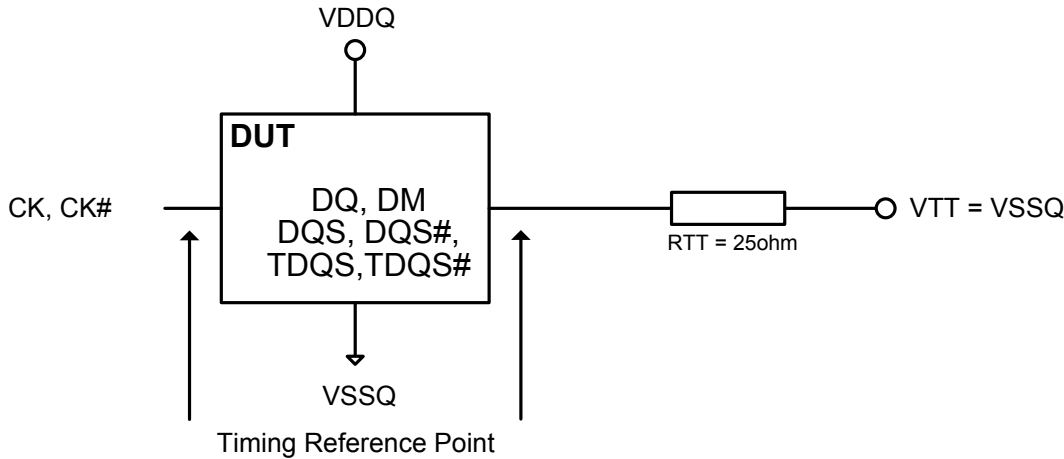 VDDQ
DUT
DQ, DM
DQS, DQS#,
TDQS,TDQS#
CK, CK#
VTT = VSSQ
RTT = 25ohm
VSSQ
Timing Reference Point